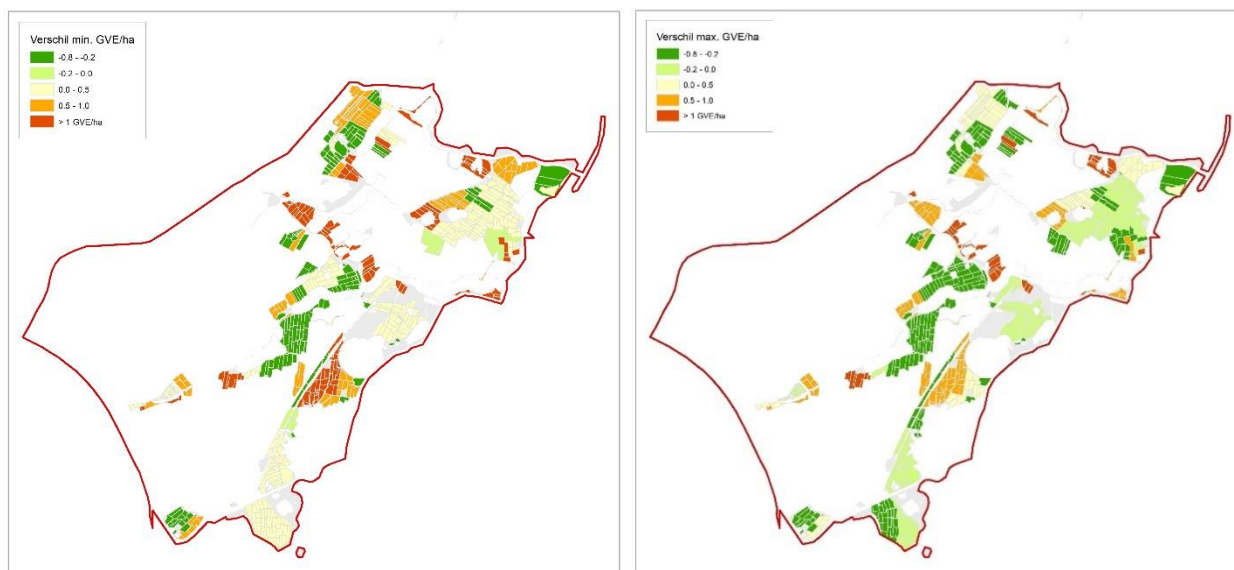 Verschil min. GVE/ha
-0.8 - -0.2
-0.2 - 0.0
0.0 - 0.5
0.5 - 1.0
> 1 GVE/ha
Verschil max. GVE/ha
-0.8 - -0.2
-0.2 - 0.0
0.0 - 0.5
0.5 - 1.0
> 1 GVE/ha